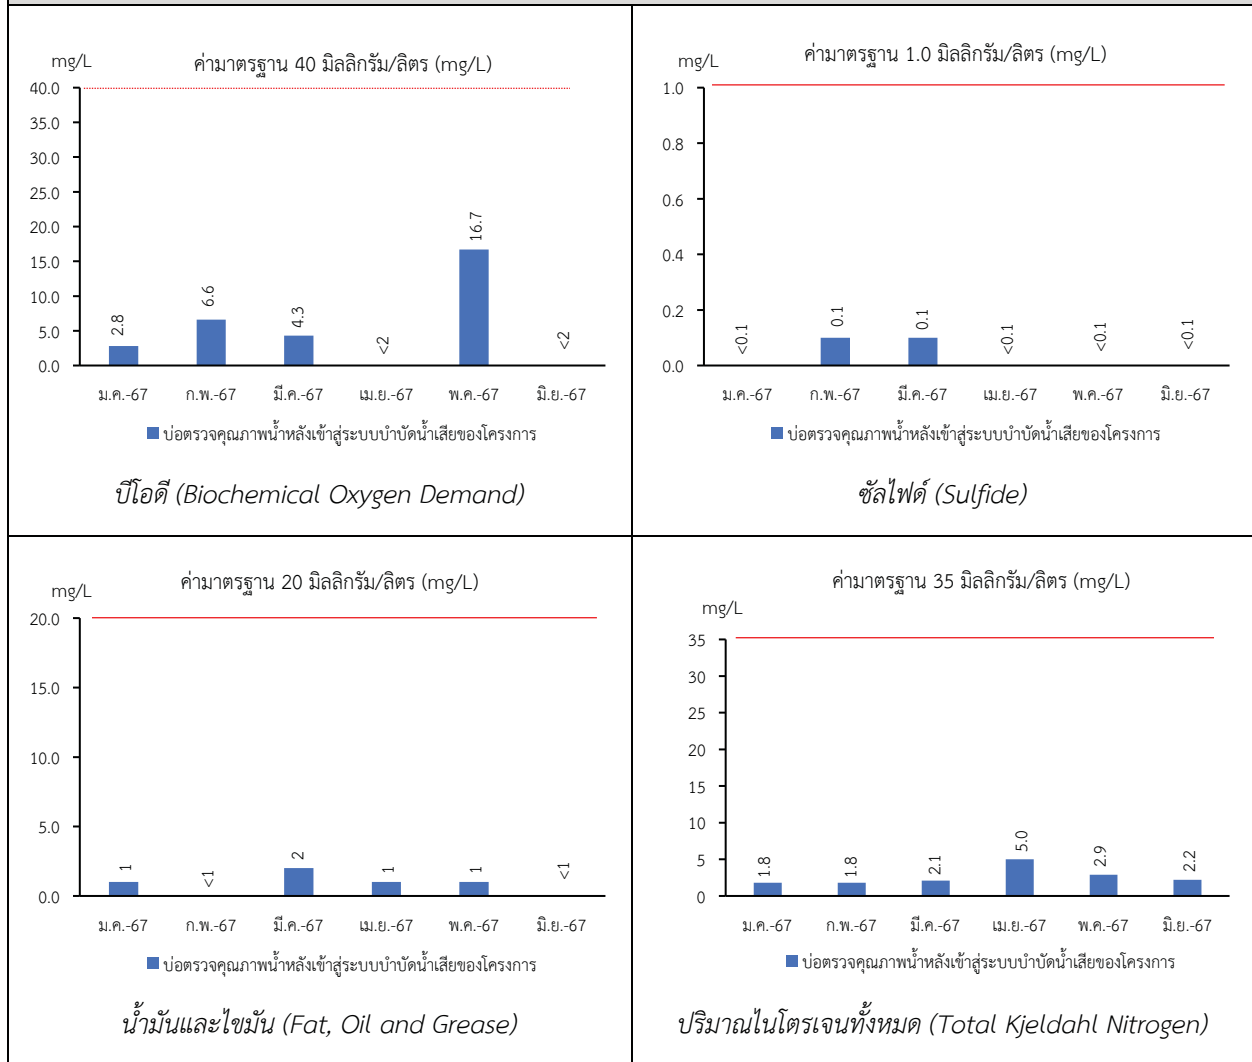 mg/L
ค่ามาตรฐาน 40 มิลลิกรัม/ลิตร (mg/L)
40.0
35.0
30.0
25.0
20.0
15.0
10.0
5.0
0.0
2.8
6.6
4.3
<2
16.7
<2
ม.ค.-67 ก.พ.-67 มี.ค.-67 เม.ย.-67 พ.ค.-67 มิ.ย.-67
บ่อตรวจคุณภาพน้ำหลังเข้าสู่ระบบบำบัดน้ำเสียของโครงการ
บีโอดี (Biochemical Oxygen Demand)
mg/L
ค่ามาตรฐาน 1.0 มิลลิกรัม/ลิตร (mg/L)
1.0
0.8
0.6
0.4
0.2
0.0
<0.1
0.1
0.1
<0.1
<0.1
<0.1
ม.ค.-67 ก.พ.-67 มี.ค.-67 เม.ย.-67 พ.ค.-67 มิ.ย.-67
บ่อตรวจคุณภาพน้ำหลังเข้าสู่ระบบบำบัดน้ำเสียของโครงการ
ซัลไฟด์ (Sulfide)
mg/L
ค่ามาตรฐาน 20 มิลลิกรัม/ลิตร (mg/L)
20.0
15.0
10.0
5.0
0.0
1
<1
2
1
1
<1
ม.ค.-67 ก.พ.-67 มี.ค.-67 เม.ย.-67 พ.ค.-67 มิ.ย.-67
บ่อตรวจคุณภาพน้ำหลังเข้าสู่ระบบบำบัดน้ำเสียของโครงการ
น้ำมันและไขมัน (Fat, Oil and Grease)
ค่ามาตรฐาน 35 มิลลิกรัม/ลิตร (mg/L)
mg/L
35
30
25
20
15
10
5
0
1.8
1.8
2.1
5.0
2.9
2.2
ม.ค.-67 ก.พ.-67 มี.ค.-67 เม.ย.-67 พ.ค.-67 มิ.ย.-67
บ่อตรวจคุณภาพน้ำหลังเข้าสู่ระบบบำบัดน้ำเสียของโครงการ
ปริมาณไนโตรเจนทั้งหมด (Total Kjeldahl Nitrogen)